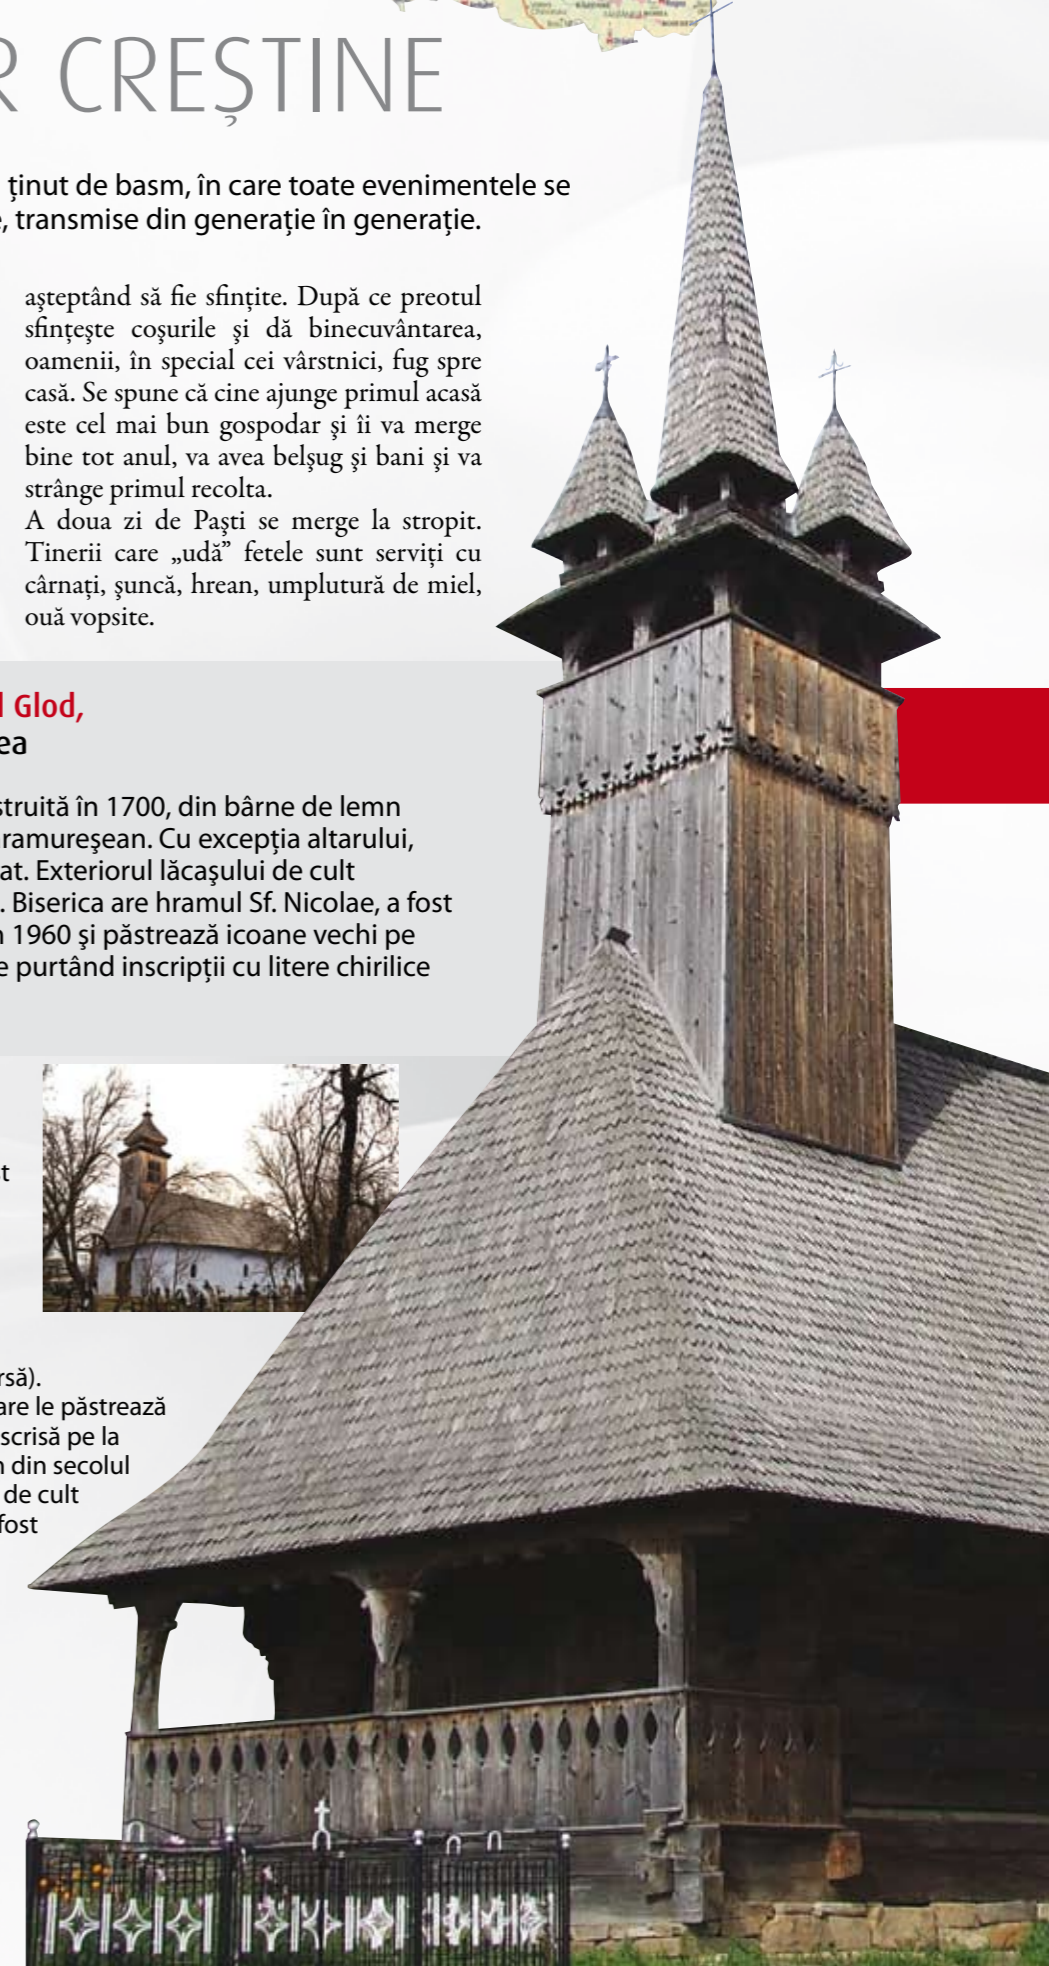 R CREȘTINE
ținut de basm, în care toate evenimentele se
, transmise din generație în generație.
așteptând să fie sfințite. După ce preotul
sfințește coșurile și dă binecuvântarea,
oamenii, în special cei vârstnici, fug spre
casă. Se spune că cine ajunge primul acasă
este cel mai bun gospodar și îi va merge
bine tot anul, va avea belșug și bani și va
strânge primul recolta.
A doua zi de Paști se merge la stropit.
Tinerii care „udă” fetele sunt serviți cu
cârnați, șuncă, hrean, umplutură de miel,
ouă vopsite.
l Glod,
ea
struită în 1700, din bârne de lemn
aramureșean. Cu excepția altarului,
at. Exteriorul lăcașului de cult
. Biserica are hramul Sf. Nicolae, a fost
n 1960 și păstrează icoane vechi pe
e purtând inscripții cu litere chirilice
t
rsă).
are le păstrează
scrisă pe la
n din secolul
de cult
fost